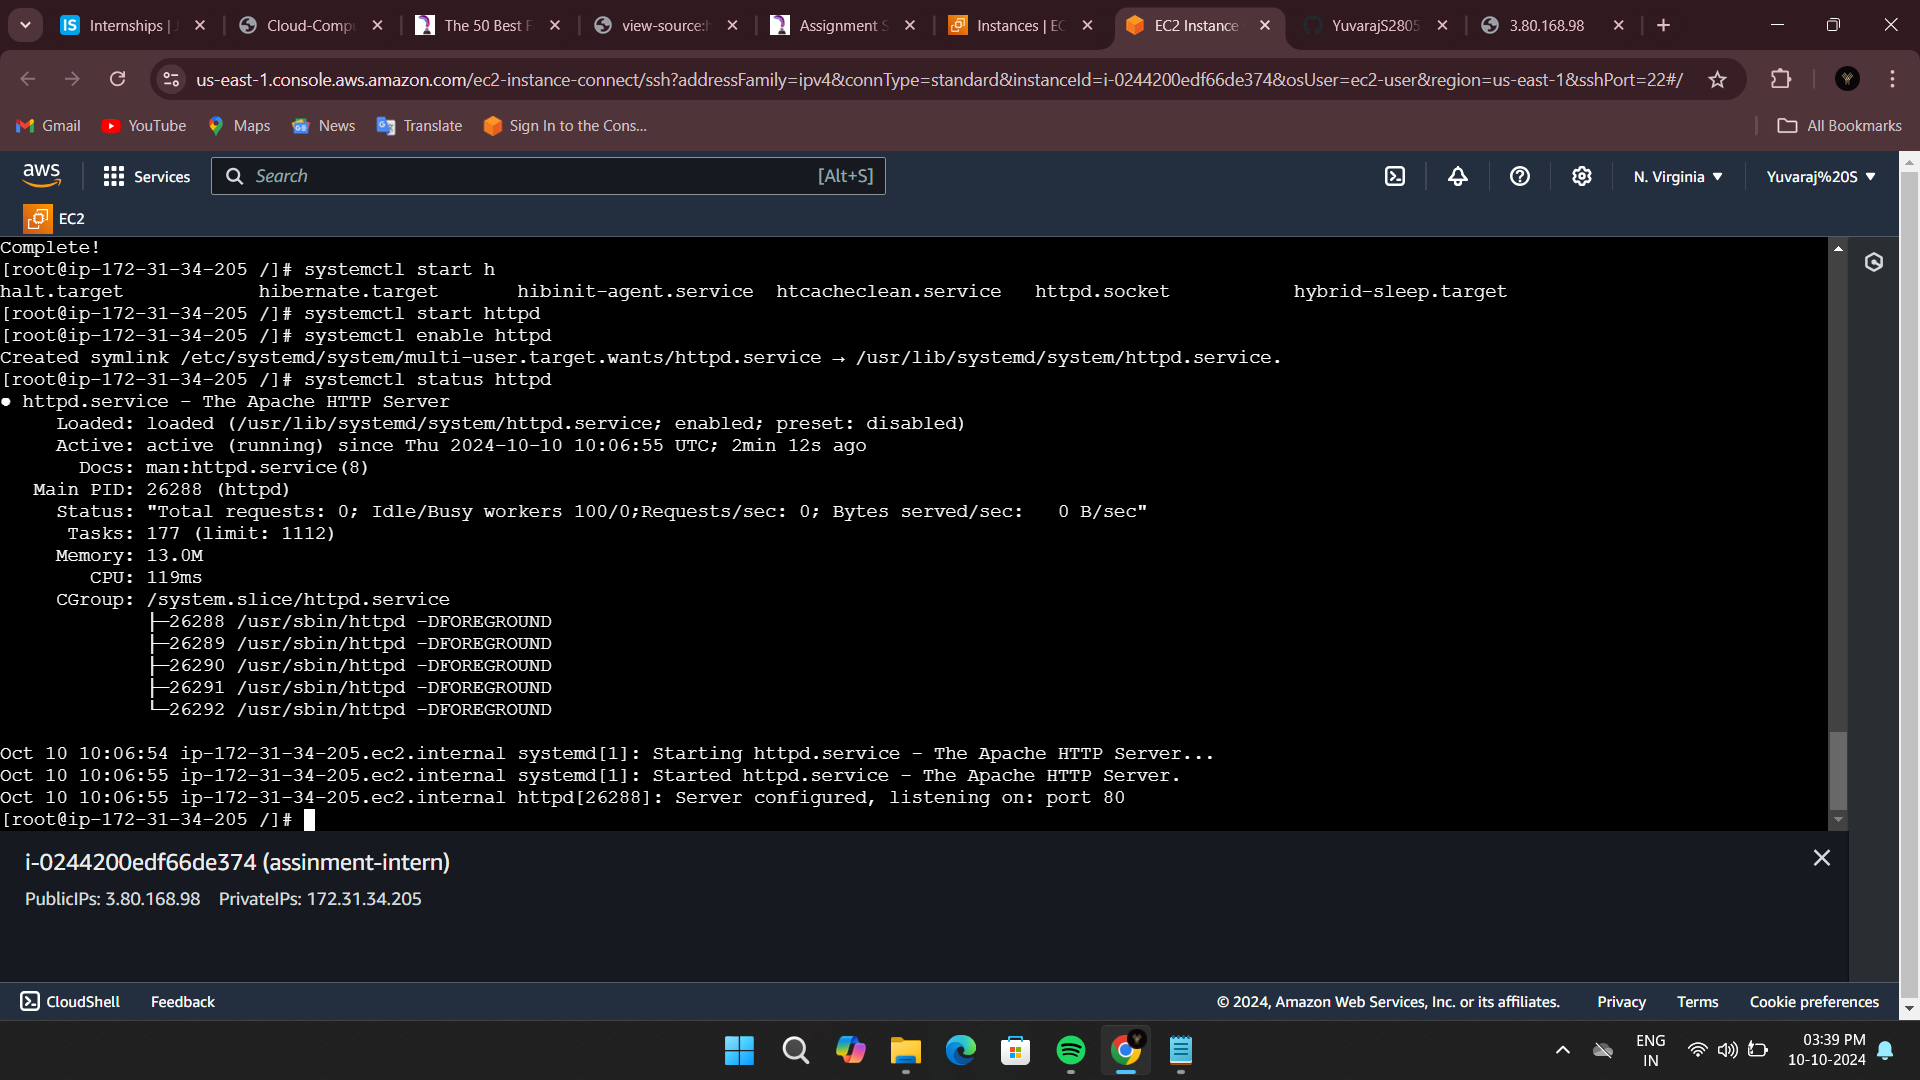 IS Internships | Cloud-Comp The 50 Best F view-source:h Assignment S Instances | EC EC2 Instance YuvarajS2805 3.80.168.98
us-east-1.console.aws.amazon.com/ec2-instance-connect/ssh?addressFamily=ipv4&connType=standard&instanceId=i-0244200edf66de374&osUser=ec2-user&region=us-east-1&sshPort=22#/
Gmail YouTube Maps News Translate Sign In to the Cons... All Bookmarks
aws Services Search [Alt+S] N. Virginia Yuvaraj%20S
EC2
Complete!
[root@ip-172-31-34-205 /]# systemctl start h
halt.target hibernate.target hibinit-agent.service htcacheclean.service httpd.socket hybrid-sleep.target
[root@ip-172-31-34-205 /]# systemctl start httpd
[root@ip-172-31-34-205 /]# systemctl enable httpd
Created symlink /etc/systemd/system/multi-user.target.wants/httpd.service → /usr/lib/systemd/system/httpd.service.
[root@ip-172-31-34-205 /]# systemctl status httpd
● httpd.service - The Apache HTTP Server
Loaded: loaded (/usr/lib/systemd/system/httpd.service; enabled; preset: disabled)
Active: active (running) since Thu 2024-10-10 10:06:55 UTC; 2min 12s ago
Docs: man:httpd.service(8)
Main PID: 26288 (httpd)
Status: "Total requests: 0; Idle/Busy workers 100/0;Requests/sec: 0; Bytes served/sec:   0 B/sec"
Tasks: 177 (limit: 1112)
Memory: 13.0M
CPU: 119ms
CGroup: /system.slice/httpd.service
├─26288 /usr/sbin/httpd -DFOREGROUND
├─26289 /usr/sbin/httpd -DFOREGROUND
├─26290 /usr/sbin/httpd -DFOREGROUND
├─26291 /usr/sbin/httpd -DFOREGROUND
└─26292 /usr/sbin/httpd -DFOREGROUND
Oct 10 10:06:54 ip-172-31-34-205.ec2.internal systemd[1]: Starting httpd.service - The Apache HTTP Server...
Oct 10 10:06:55 ip-172-31-34-205.ec2.internal systemd[1]: Started httpd.service - The Apache HTTP Server.
Oct 10 10:06:55 ip-172-31-34-205.ec2.internal httpd[26288]: Server configured, listening on: port 80
[root@ip-172-31-34-205 /]#
i-0244200edf66de374 (assinment-intern)
PublicIPs: 3.80.168.98 PrivateIPs: 172.31.34.205
CloudShell Feedback © 2024, Amazon Web Services, Inc. or its affiliates. Privacy Terms Cookie preferences
ENG 03:39 PM
IN 10-10-2024